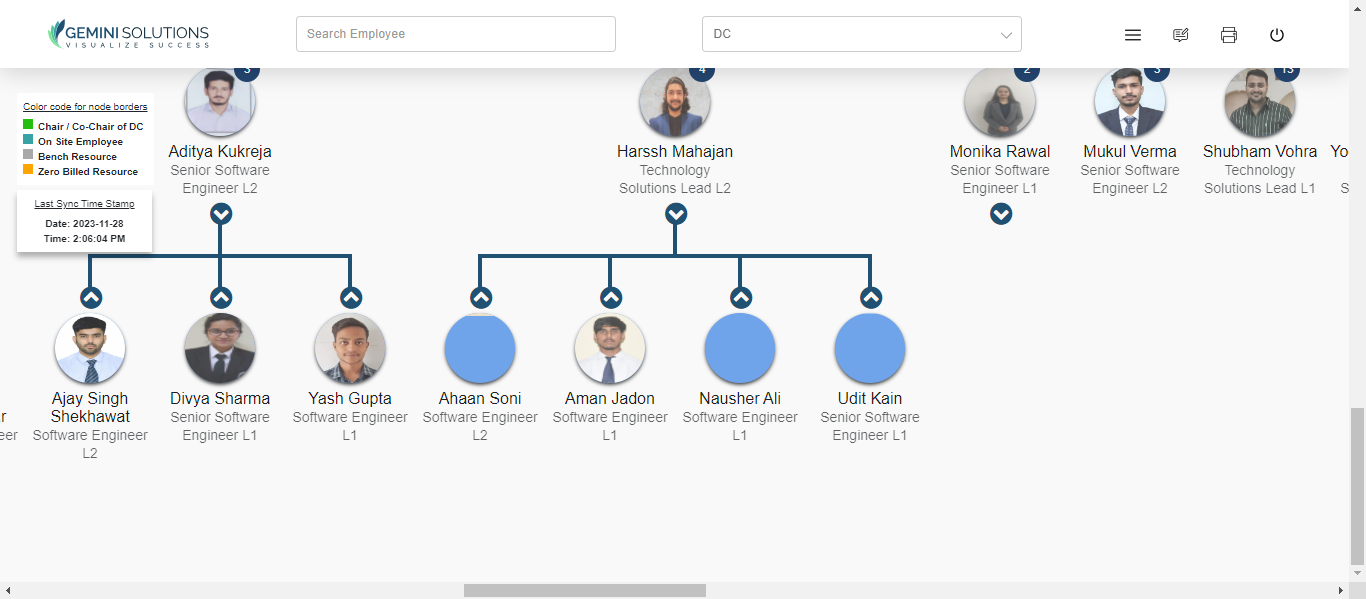 GEMINI SOLUTIONS
VISUALIZE SUCCESS
Search Employee
DC
Color code for node borders
Chair / Co-Chair of DC
On Site Employee
Bench Resource
Zero Billed Resource
Last Sync Time Stamp
Date: 2023-11-28
Time: 2:06:04 PM
3
Aditya Kukreja
Senior Software
Engineer L2
4
Harssh Mahajan
Technology
Solutions Lead L2
2
Monika Rawal
Senior Software
Engineer L1
3
Mukul Verma
Senior Software
Engineer L2
13
Shubham Vohra
Technology
Solutions Lead L1
Yo
S
r
eer
Ajay Singh
Shekhawat
Software Engineer
L2
Divya Sharma
Senior Software
Engineer L1
Yash Gupta
Software Engineer
L1
Ahaan Soni
Software Engineer
L2
Aman Jadon
Software Engineer
L1
Nausher Ali
Software Engineer
L1
Udit Kain
Senior Software
Engineer L1